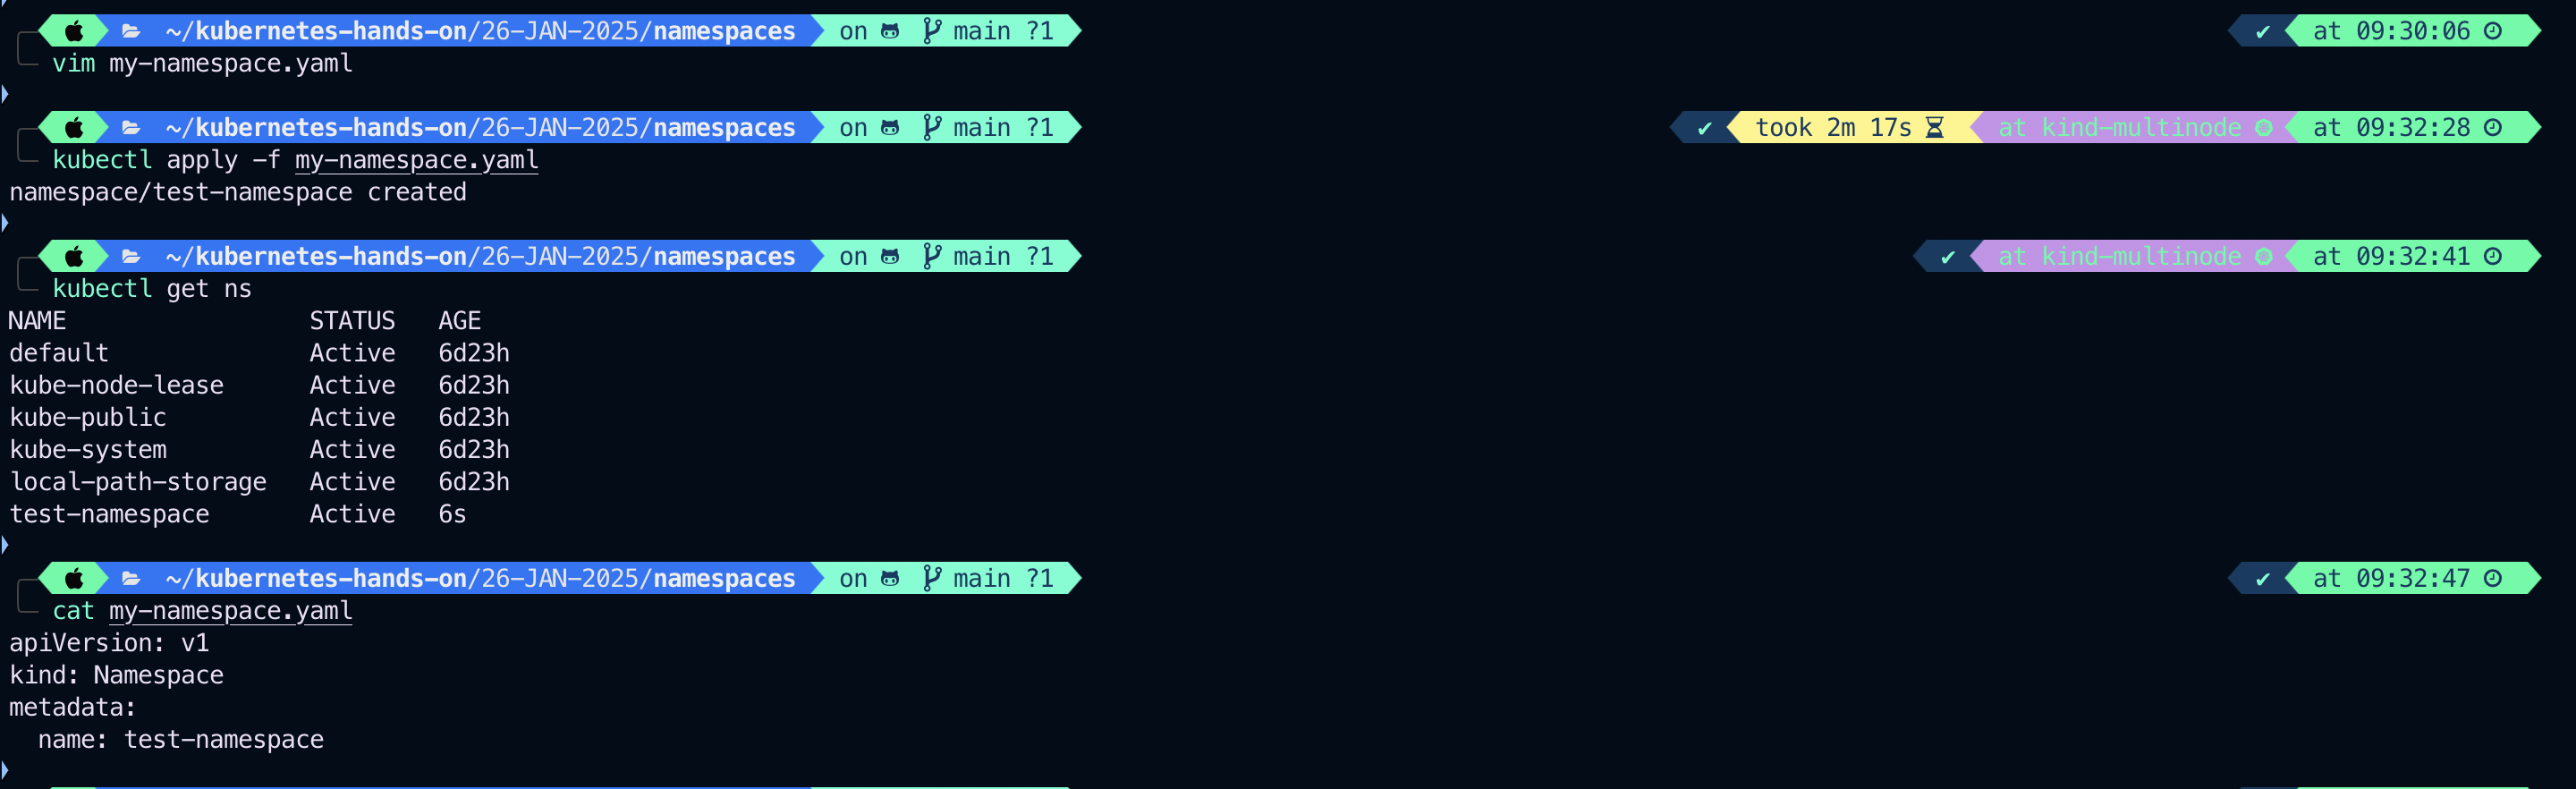 ~/kubernetes-hands-on/26-JAN-2025/namespaces on main ?1 ✔ at 09:30:06
vim my-namespace.yaml
~/kubernetes-hands-on/26-JAN-2025/namespaces on main ?1 ✔ took 2m 17s at kind-multinode at 09:32:28
kubectl apply -f my-namespace.yaml
namespace/test-namespace created
~/kubernetes-hands-on/26-JAN-2025/namespaces on main ?1 ✔ at kind-multinode at 09:32:41
kubectl get ns
NAME STATUS AGE
default Active 6d23h
kube-node-lease Active 6d23h
kube-public Active 6d23h
kube-system Active 6d23h
local-path-storage Active 6d23h
test-namespace Active 6s
~/kubernetes-hands-on/26-JAN-2025/namespaces on main ?1 ✔ at 09:32:47
cat my-namespace.yaml
apiVersion: v1
kind: Namespace
metadata:
  name: test-namespace